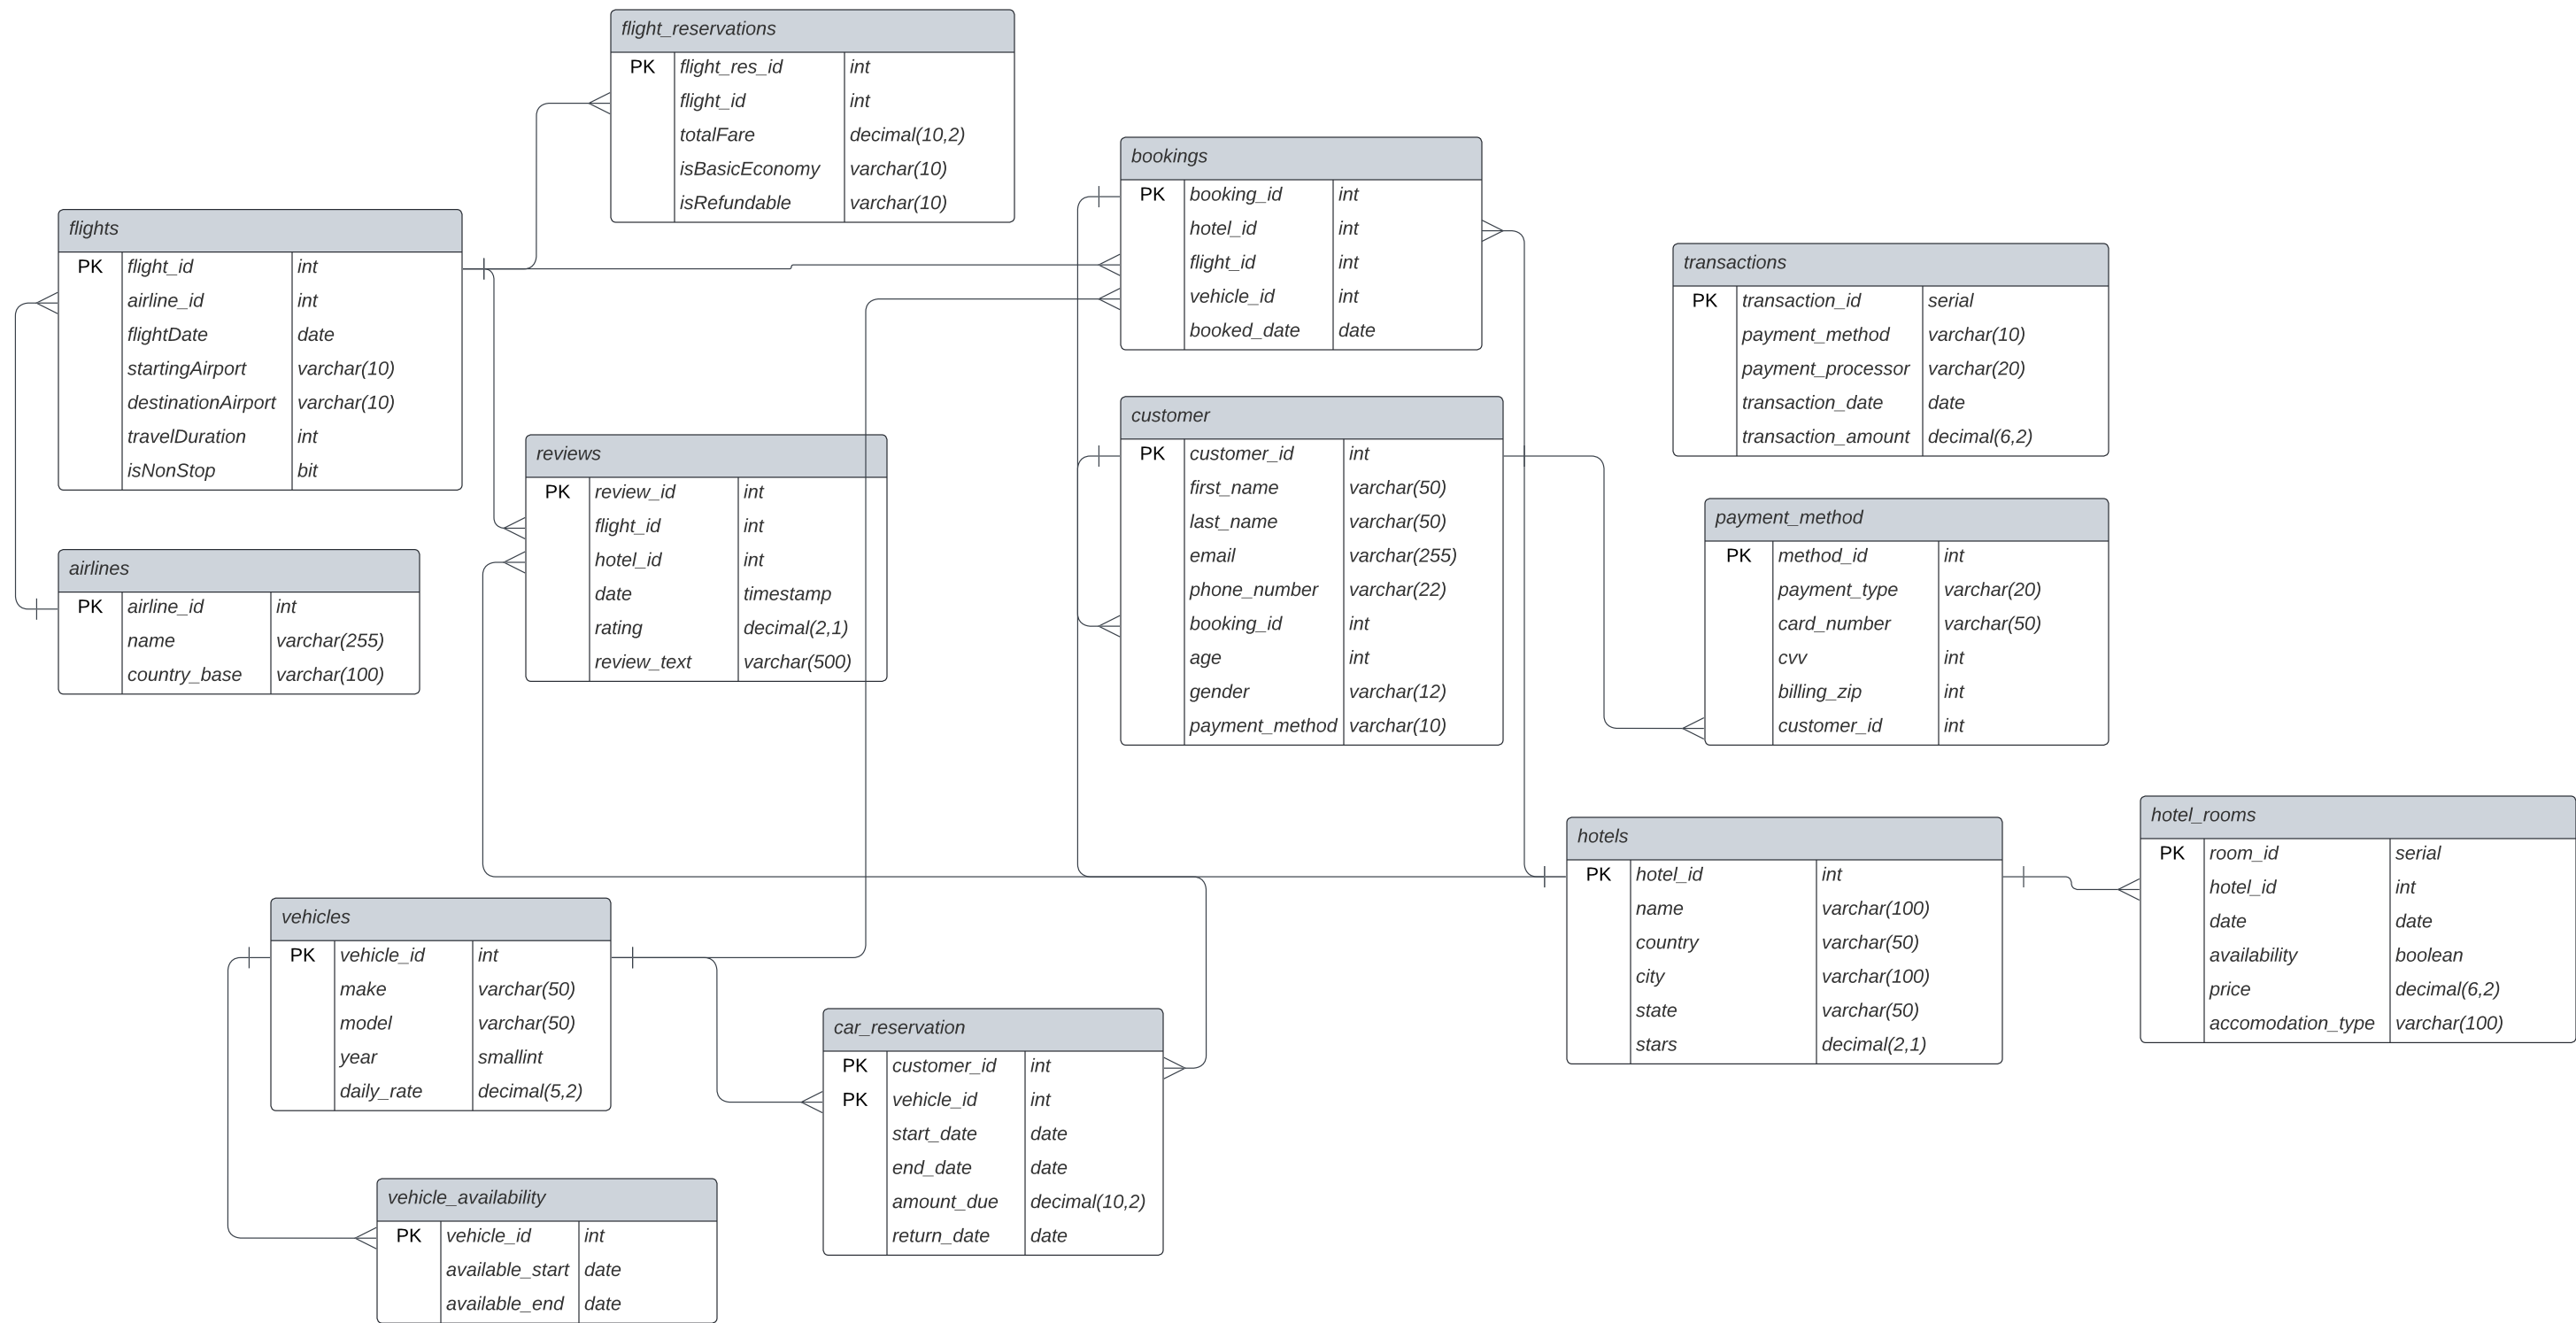 flight_reservations
PK flight_res_id int
flight_id int
totalFare decimal(10,2)
isBasicEconomy varchar(10)
isRefundable varchar(10)
bookings
PK booking_id int
hotel_id int
flight_id int
vehicle_id int
booked_date date
flights
PK flight_id int
airline_id int
flightDate date
startingAirport varchar(10)
destinationAirport varchar(10)
travelDuration int
isNonStop bit
transactions
PK transaction_id serial
payment_method varchar(10)
payment_processor varchar(20)
transaction_date date
transaction_amount decimal(6,2)
customer
PK customer_id int
first_name varchar(50)
last_name varchar(50)
email varchar(255)
phone_number varchar(22)
booking_id int
age int
gender varchar(12)
payment_method varchar(10)
reviews
PK review_id int
flight_id int
hotel_id int
date timestamp
rating decimal(2,1)
review_text varchar(500)
payment_method
PK method_id int
payment_type varchar(20)
card_number varchar(50)
cvv int
billing_zip int
customer_id int
airlines
PK airline_id int
name varchar(255)
country_base varchar(100)
hotel_rooms
PK room_id serial
hotel_id int
date date
availability boolean
price decimal(6,2)
accomodation_type varchar(100)
hotels
PK hotel_id int
name varchar(100)
country varchar(50)
city varchar(100)
state varchar(50)
stars decimal(2,1)
vehicles
PK vehicle_id int
make varchar(50)
model varchar(50)
year smallint
daily_rate decimal(5,2)
car_reservation
PK customer_id int
PK vehicle_id int
start_date date
end_date date
amount_due decimal(10,2)
return_date date
vehicle_availability
PK vehicle_id int
available_start date
available_end date